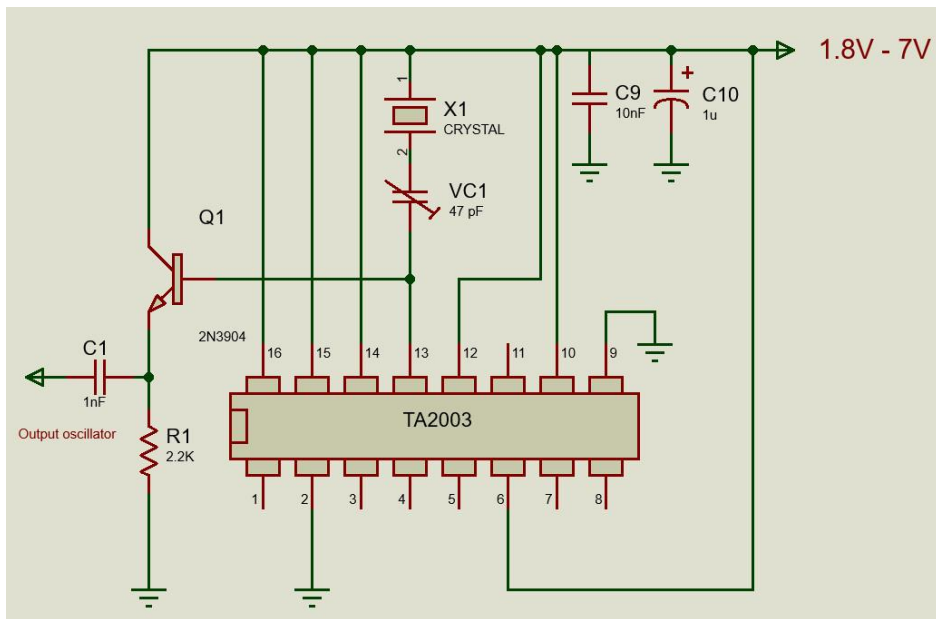 1.8V - 7V
1
X1
CRYSTAL
2
+
C9
10nF
C10
1u
VC1
47 pF
Q1
2N3904
16
15
14
13
12
11
10
9
C1
1nF
Output oscillator
R1
2.2K
TA2003
1
2
3
4
5
6
7
8